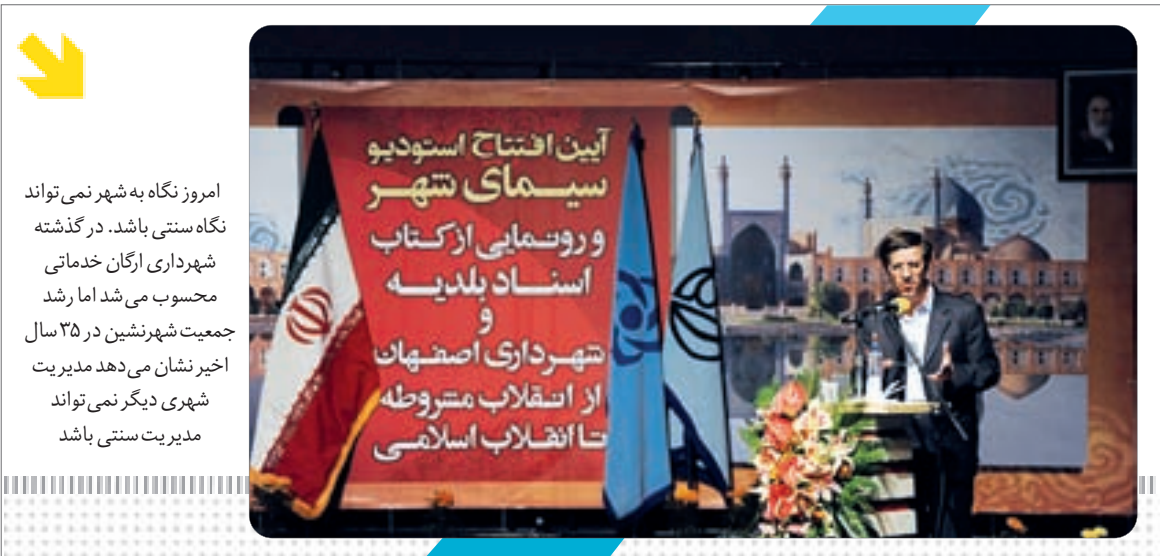 امروز نگاه به شهر نمی‌تواند
نگاه سنتی باشد. در گذشته
شهرداری ارگان خدماتی
محسوب می‌شد اما رشد
جمعیت شهرنشین در ۳۵ سال
اخیر نشان می‌دهد مدیریت
شهری دیگر نمی‌تواند
مدیریت سنتی باشد
آیین افتتاح استودیو
سیمای شهر
و رونمایی از کتاب
اسناد بلدیه
و
شهرداری اصفهان
از انقلاب مشروطه
تا انقلاب اسلامی